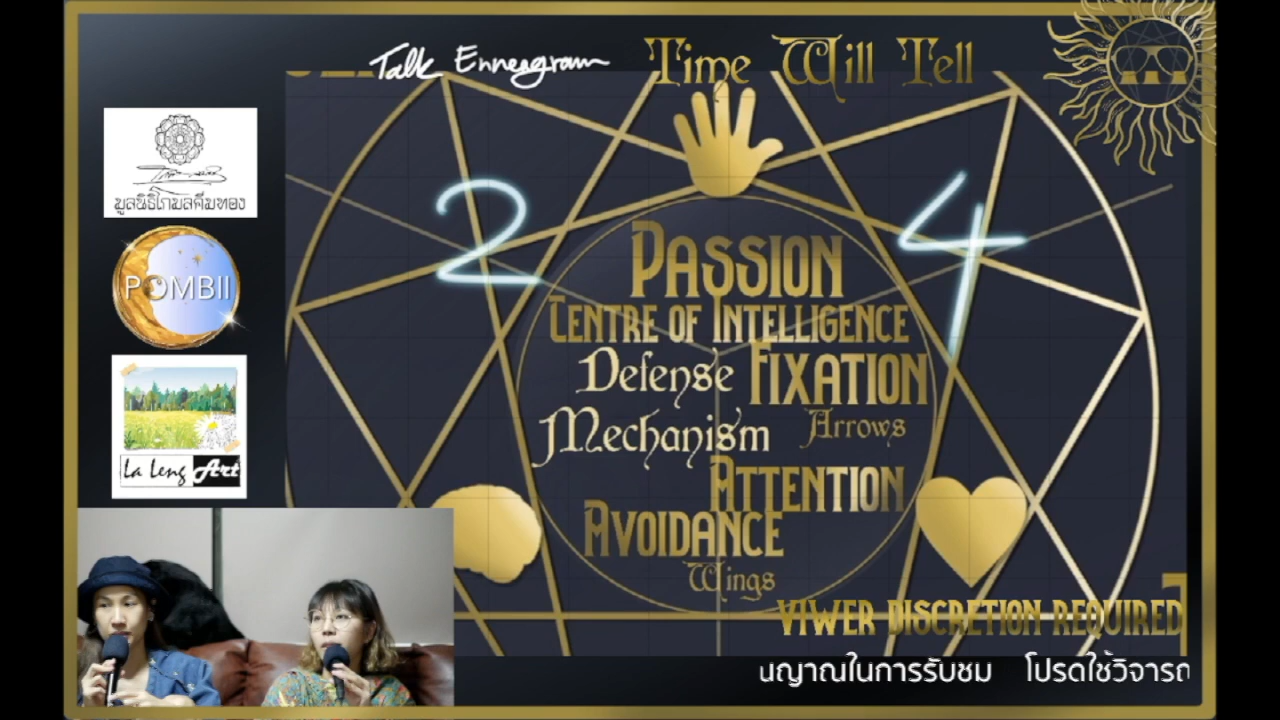 Talk Enneagram Time Will Tell
มูลนิธิโกมลคีมทอง
POMBII
La Leng Art
2 4
PASSION
CENTRE OF INTELLIGENCE
Defense FIXATION
Mechanism Arrows
ATTENTION
AVOIDANCE
Wings
VIWER DISCRETION REQUIRED
นญาณในการรับชม โปรดใช้วิจารณ